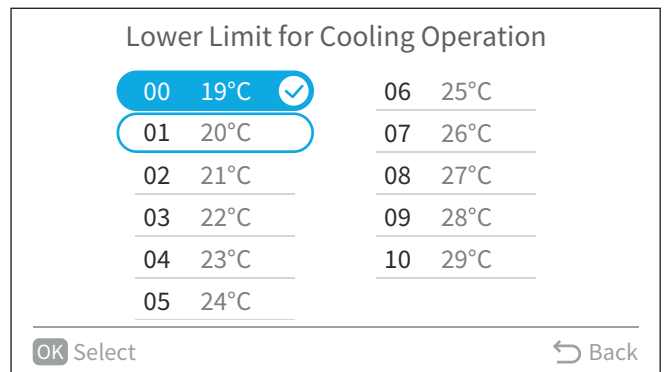 Lower Limit for Cooling Operation
00 19°C
01 20°C
02 21°C
03 22°C
04 23°C
05 24°C
06 25°C
07 26°C
08 27°C
09 28°C
10 29°C
OK Select
Back